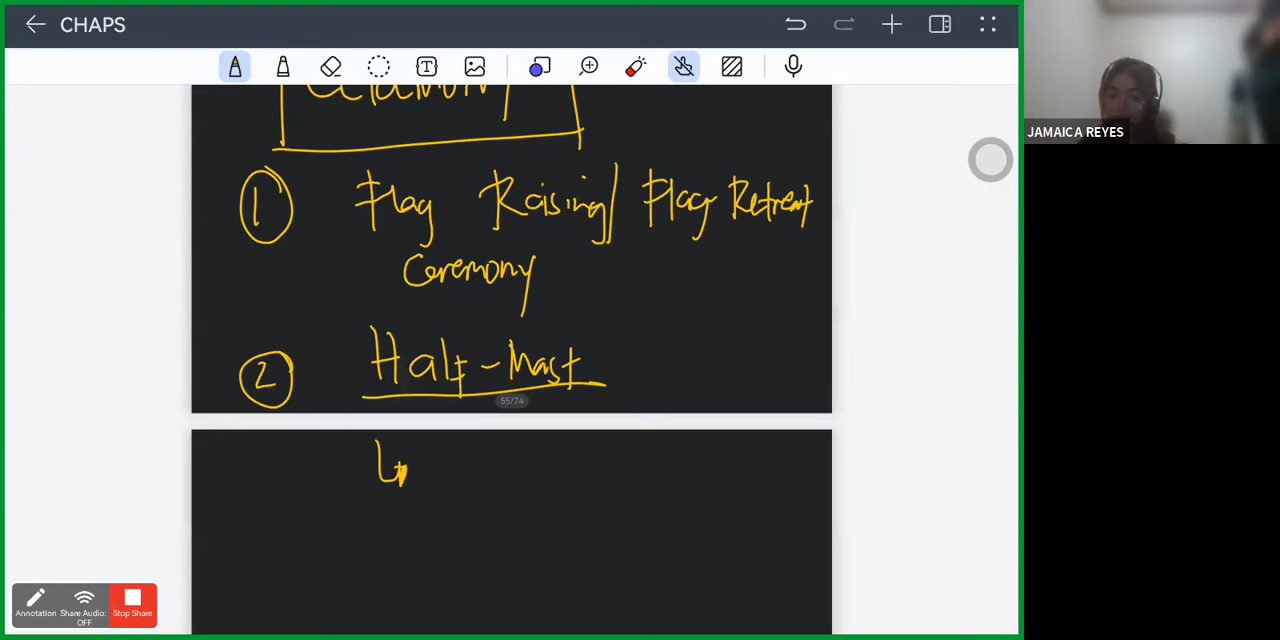 CHAPS
JAMAICA REYES
Ceremony
1 Flag Raising/ Flag Retreat
Ceremony
2 Half-Mast
55/74
Annotation
Share Audio:
OFF
Stop Share